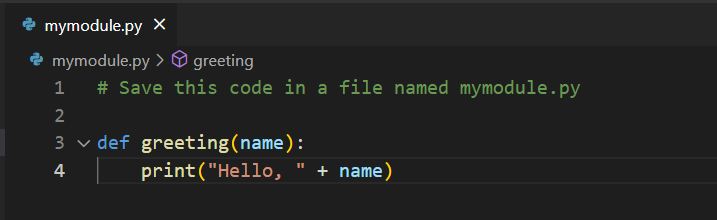 mymodule.py ×
mymodule.py > greeting
1 # Save this code in a file named mymodule.py
2
3 def greeting(name):
4     print("Hello, " + name)